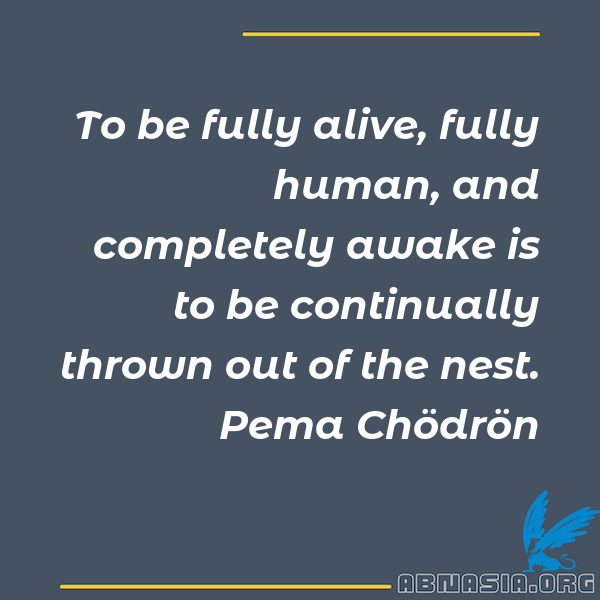 To be fully alive, fully
human, and
completely awake is
to be continually
thrown out of the nest.
Pema Chödrön
ABNASIA.ORG